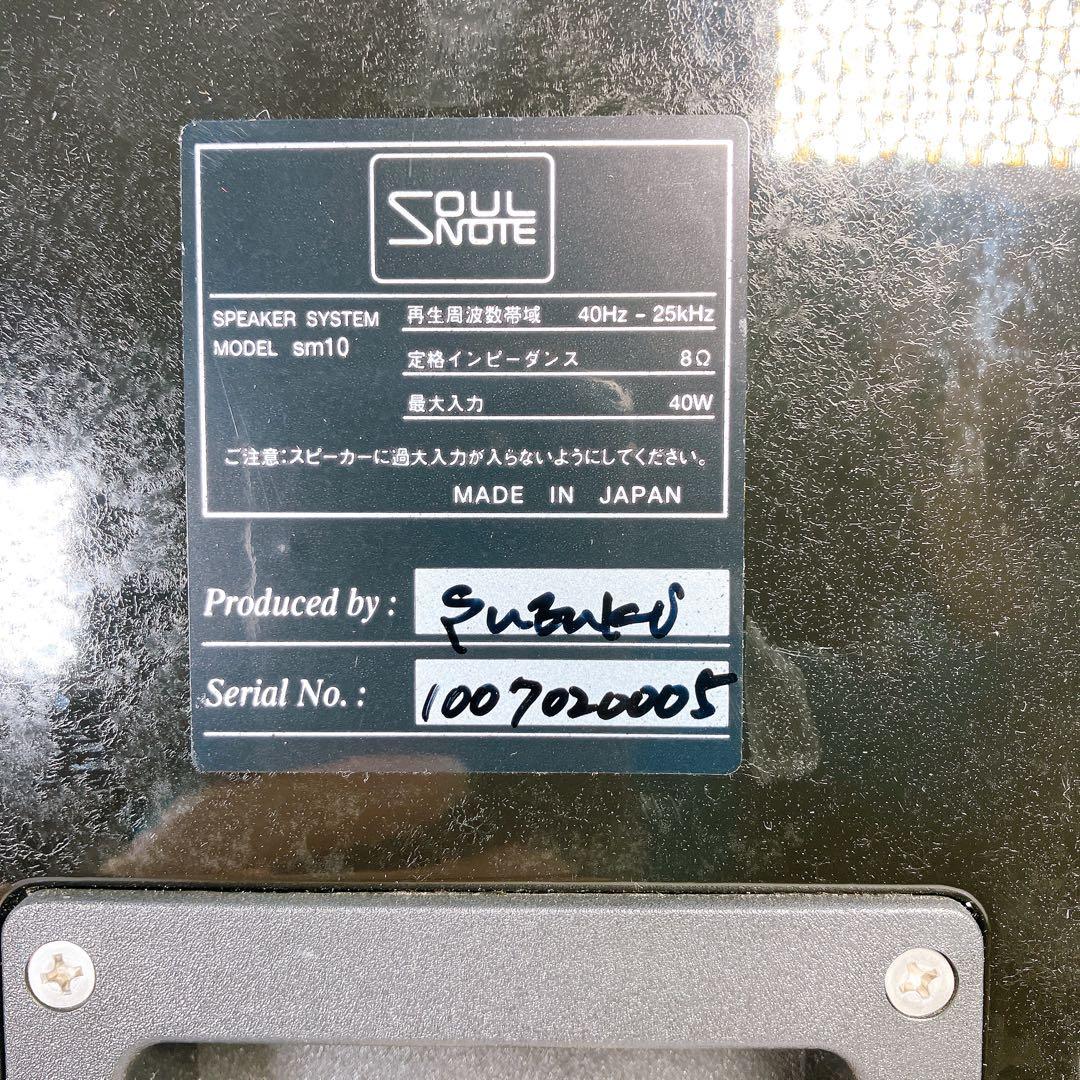 SOUL
NOTE
SPEAKER SYSTEM
MODEL sm10
再生周波数帯域 40Hz - 25kHz
定格インピーダンス 8Ω
最大入力 40W
ご注意:スピーカーに過大入力が入らないようにしてください。
MADE IN JAPAN
Produced by : Suzuki
Serial No. : 1007020005